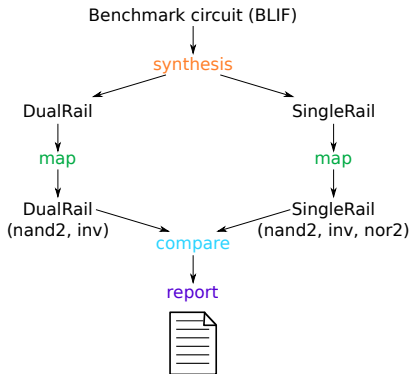 Benchmark circuit (BLIF)
synthesis
DualRail
SingleRail
map
map
DualRail
(nand2, inv)
SingleRail
(nand2, inv, nor2)
compare
report